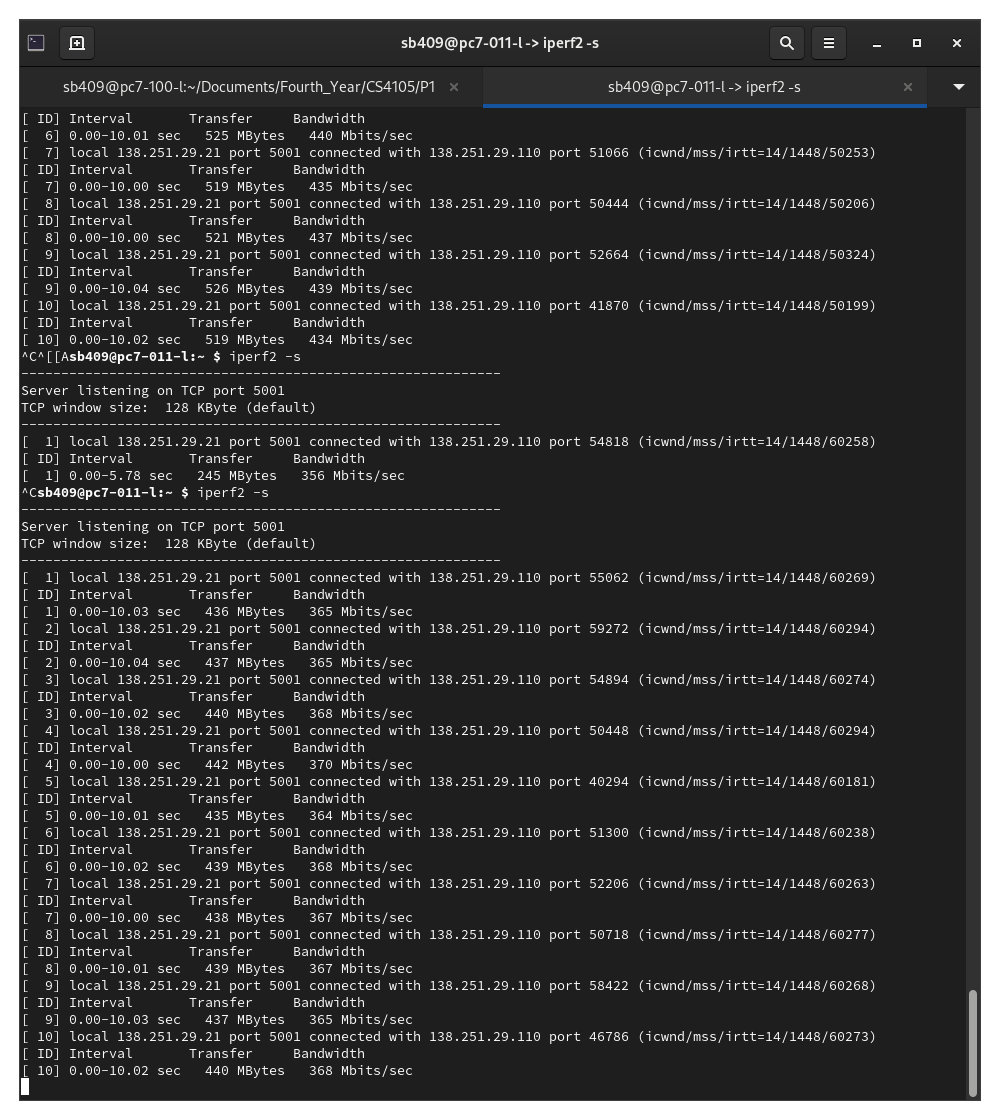 sb409@pc7-011-l -> iperf2 -s
sb409@pc7-100-l:~/Documents/Fourth_Year/CS4105/P1 × sb409@pc7-011-l -> iperf2 -s ×
[ ID] Interval       Transfer     Bandwidth
[  6] 0.00-10.01 sec   525 MBytes   440 Mbits/sec
[  7] local 138.251.29.21 port 5001 connected with 138.251.29.110 port 51066 (icwnd/mss/irtt=14/1448/50253)
[ ID] Interval       Transfer     Bandwidth
[  7] 0.00-10.00 sec   519 MBytes   435 Mbits/sec
[  8] local 138.251.29.21 port 5001 connected with 138.251.29.110 port 50444 (icwnd/mss/irtt=14/1448/50206)
[ ID] Interval       Transfer     Bandwidth
[  8] 0.00-10.00 sec   521 MBytes   437 Mbits/sec
[  9] local 138.251.29.21 port 5001 connected with 138.251.29.110 port 52664 (icwnd/mss/irtt=14/1448/50324)
[ ID] Interval       Transfer     Bandwidth
[  9] 0.00-10.04 sec   526 MBytes   439 Mbits/sec
[ 10] local 138.251.29.21 port 5001 connected with 138.251.29.110 port 41870 (icwnd/mss/irtt=14/1448/50199)
[ ID] Interval       Transfer     Bandwidth
[ 10] 0.00-10.02 sec   519 MBytes   434 Mbits/sec
^C^[[Asb409@pc7-011-l:~ $ iperf2 -s
------------------------------------------------------------
Server listening on TCP port 5001
TCP window size:  128 KByte (default)
------------------------------------------------------------
[  1] local 138.251.29.21 port 5001 connected with 138.251.29.110 port 54818 (icwnd/mss/irtt=14/1448/60258)
[ ID] Interval       Transfer     Bandwidth
[  1] 0.00-5.78 sec   245 MBytes   356 Mbits/sec
^Csb409@pc7-011-l:~ $ iperf2 -s
------------------------------------------------------------
Server listening on TCP port 5001
TCP window size:  128 KByte (default)
------------------------------------------------------------
[  1] local 138.251.29.21 port 5001 connected with 138.251.29.110 port 55062 (icwnd/mss/irtt=14/1448/60269)
[ ID] Interval       Transfer     Bandwidth
[  1] 0.00-10.03 sec   436 MBytes   365 Mbits/sec
[  2] local 138.251.29.21 port 5001 connected with 138.251.29.110 port 59272 (icwnd/mss/irtt=14/1448/60294)
[ ID] Interval       Transfer     Bandwidth
[  2] 0.00-10.04 sec   437 MBytes   365 Mbits/sec
[  3] local 138.251.29.21 port 5001 connected with 138.251.29.110 port 54894 (icwnd/mss/irtt=14/1448/60274)
[ ID] Interval       Transfer     Bandwidth
[  3] 0.00-10.02 sec   440 MBytes   368 Mbits/sec
[  4] local 138.251.29.21 port 5001 connected with 138.251.29.110 port 50448 (icwnd/mss/irtt=14/1448/60294)
[ ID] Interval       Transfer     Bandwidth
[  4] 0.00-10.00 sec   442 MBytes   370 Mbits/sec
[  5] local 138.251.29.21 port 5001 connected with 138.251.29.110 port 40294 (icwnd/mss/irtt=14/1448/60181)
[ ID] Interval       Transfer     Bandwidth
[  5] 0.00-10.01 sec   435 MBytes   364 Mbits/sec
[  6] local 138.251.29.21 port 5001 connected with 138.251.29.110 port 51300 (icwnd/mss/irtt=14/1448/60238)
[ ID] Interval       Transfer     Bandwidth
[  6] 0.00-10.02 sec   439 MBytes   368 Mbits/sec
[  7] local 138.251.29.21 port 5001 connected with 138.251.29.110 port 52206 (icwnd/mss/irtt=14/1448/60263)
[ ID] Interval       Transfer     Bandwidth
[  7] 0.00-10.00 sec   438 MBytes   367 Mbits/sec
[  8] local 138.251.29.21 port 5001 connected with 138.251.29.110 port 50718 (icwnd/mss/irtt=14/1448/60277)
[ ID] Interval       Transfer     Bandwidth
[  8] 0.00-10.01 sec   439 MBytes   367 Mbits/sec
[  9] local 138.251.29.21 port 5001 connected with 138.251.29.110 port 58422 (icwnd/mss/irtt=14/1448/60268)
[ ID] Interval       Transfer     Bandwidth
[  9] 0.00-10.03 sec   437 MBytes   365 Mbits/sec
[ 10] local 138.251.29.21 port 5001 connected with 138.251.29.110 port 46786 (icwnd/mss/irtt=14/1448/60273)
[ ID] Interval       Transfer     Bandwidth
[ 10] 0.00-10.02 sec   440 MBytes   368 Mbits/sec